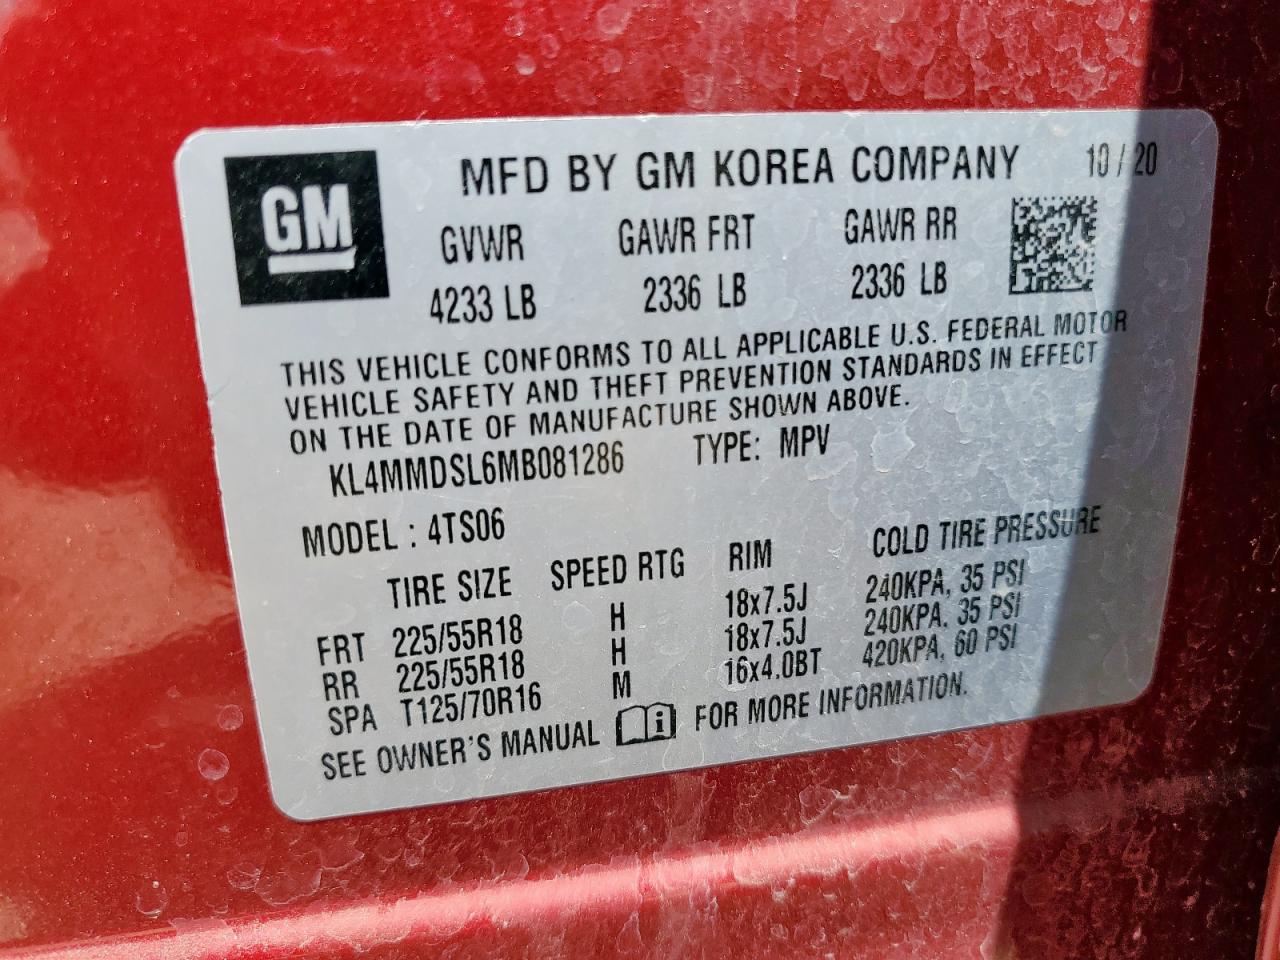 GM
MFD BY GM KOREA COMPANY 10 / 20
GVWR GAWR FRT GAWR RR
4233 LB 2336 LB 2336 LB
THIS VEHICLE CONFORMS TO ALL APPLICABLE U.S. FEDERAL MOTOR
VEHICLE SAFETY AND THEFT PREVENTION STANDARDS IN EFFECT
ON THE DATE OF MANUFACTURE SHOWN ABOVE.
KL4MMDSL6MB081286 TYPE: MPV
MODEL : 4TS06
TIRE SIZE SPEED RTG RIM COLD TIRE PRESSURE
FRT 225/55R18 H 18x7.5J 240KPA, 35 PSI
RR 225/55R18 H 18x7.5J 240KPA, 35 PSI
SPA T125/70R16 M 16x4.0BT 420KPA, 60 PSI
SEE OWNER'S MANUAL i FOR MORE INFORMATION.